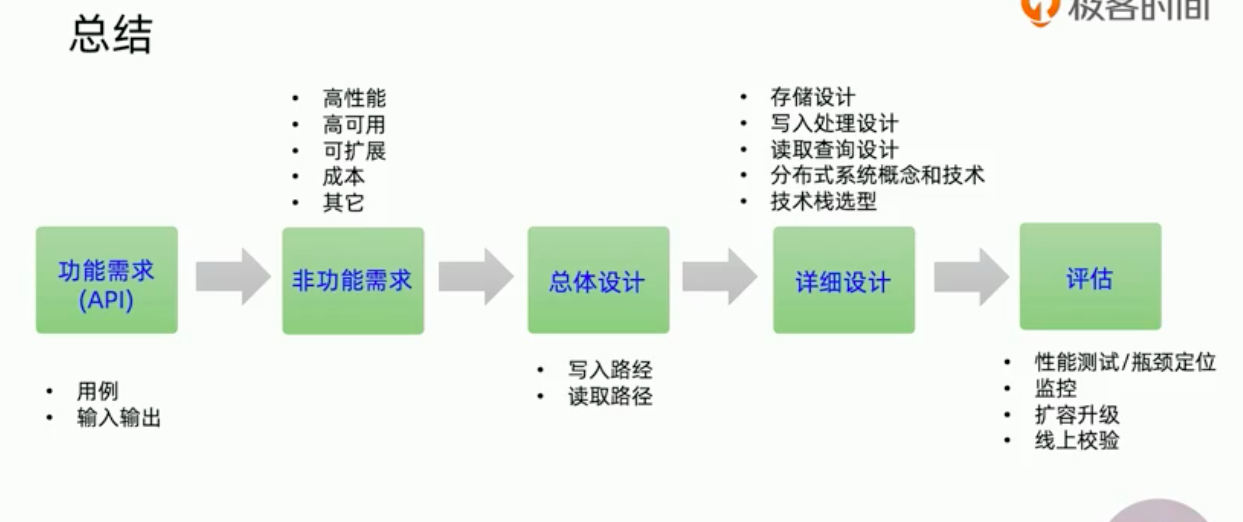 总结
极客时间
• 高性能
• 高可用
• 可扩展
• 成本
• 其它
• 存储设计
• 写入处理设计
• 读取查询设计
• 分布式系统概念和技术
• 技术栈选型
功能需求
(API)
非功能需求
总体设计
详细设计
评估
• 用例
• 输入输出
• 写入路经
• 读取路径
• 性能测试/瓶颈定位
• 监控
• 扩容升级
• 线上校验